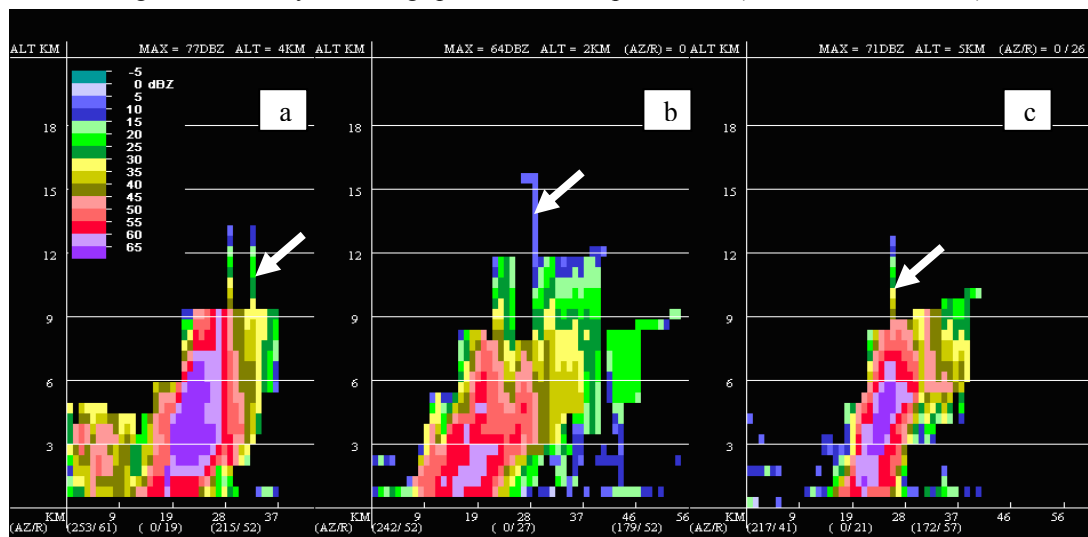 ALT KM MAX = 77DBZ ALT = 4KM ALT KM MAX = 64DBZ ALT = 2KM (AZ/R) = 0 ALT KM MAX = 71DBZ ALT = 5KM (AZ/R) = 0/26
-5
0 dBZ
5
10
15
20
25
30
35
40
45
50
55
60
65
a
b
c
18 18 18
15 15 15
12 12 12
9 9 9
6 6 6
3 3 3
KM 9 19 28 37 KM 9 19 28 37 46 56 KM 9 19 28 37 46 56
(AZ/R) (253/61) ( 0/19) (215/52) (AZ/R) (242/52) ( 0/27) (179/52) (AZ/R) (217/41) ( 0/21) (172/57)